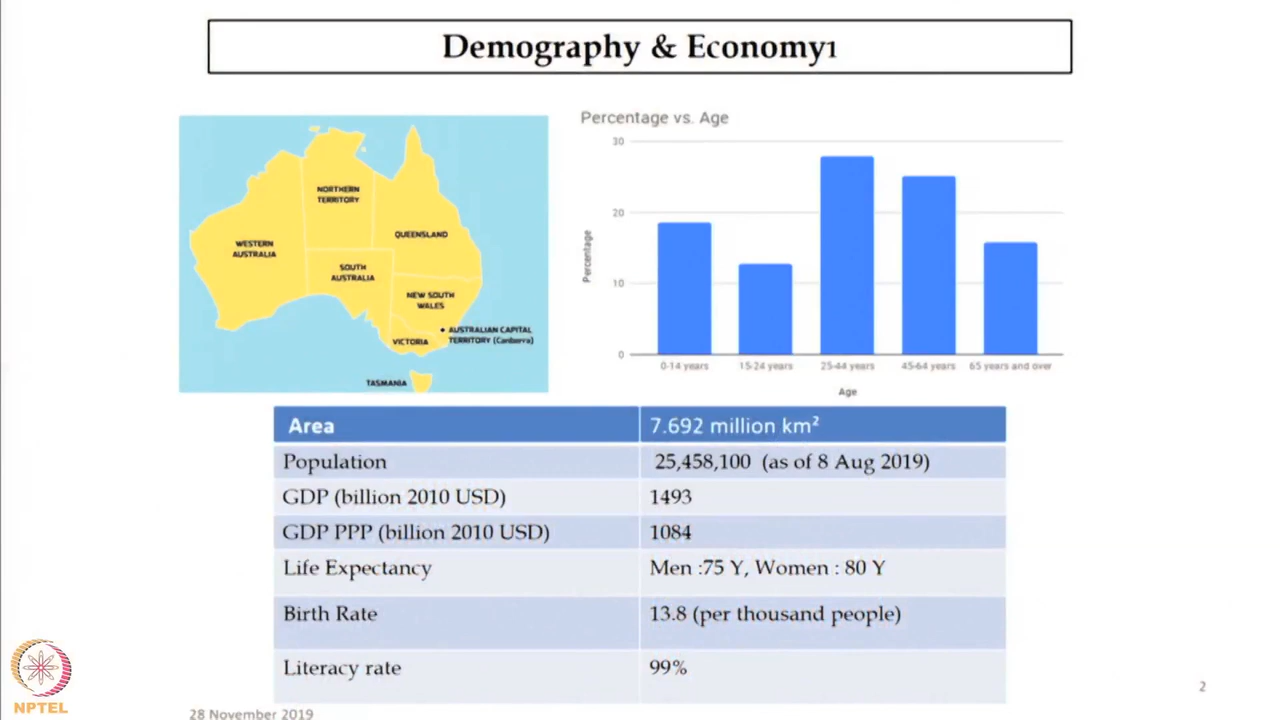 Demography & Economy1
NORTHERN
TERRITORY
QUEENSLAND
WESTERN
AUSTRALIA
SOUTH
AUSTRALIA
NEW SOUTH
WALES
AUSTRALIAN CAPITAL
TERRITORY (Canberra)
VICTORIA
TASMANIA
Percentage vs. Age
Percentage
30
20
10
0
0-14 years 15-24 years 25-44 years 45-64 years 65 years and over
Age
Area 7.692 million km²
Population 25,458,100 (as of 8 Aug 2019)
GDP (billion 2010 USD) 1493
GDP PPP (billion 2010 USD) 1084
Life Expectancy Men :75 Y, Women : 80 Y
Birth Rate 13.8 (per thousand people)
Literacy rate 99%
NPTEL
28 November 2019
2